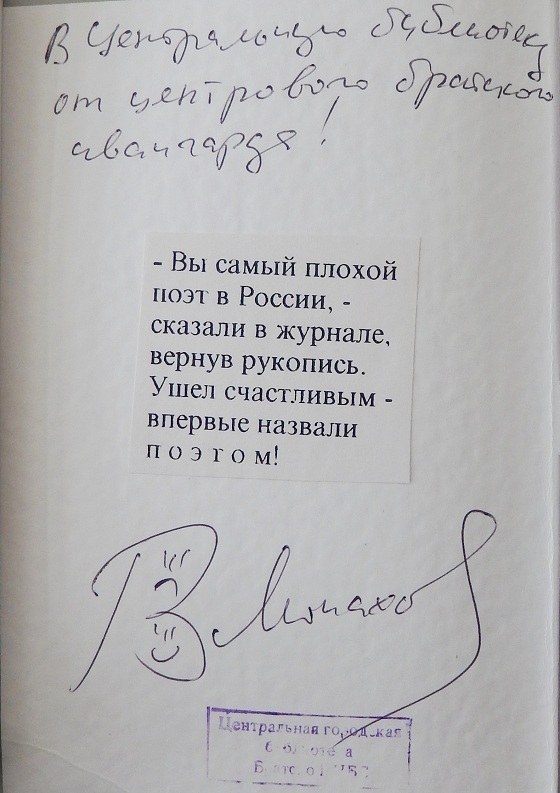 В Центральную библиотеку
от центрового братского
авангарда!
- Вы самый плохой
поэт в России, -
сказали в журнале,
вернув рукопись.
Ушел счастливым -
впервые назвали
п о э т о м!
В Монахов
Центральная городская
библиотека